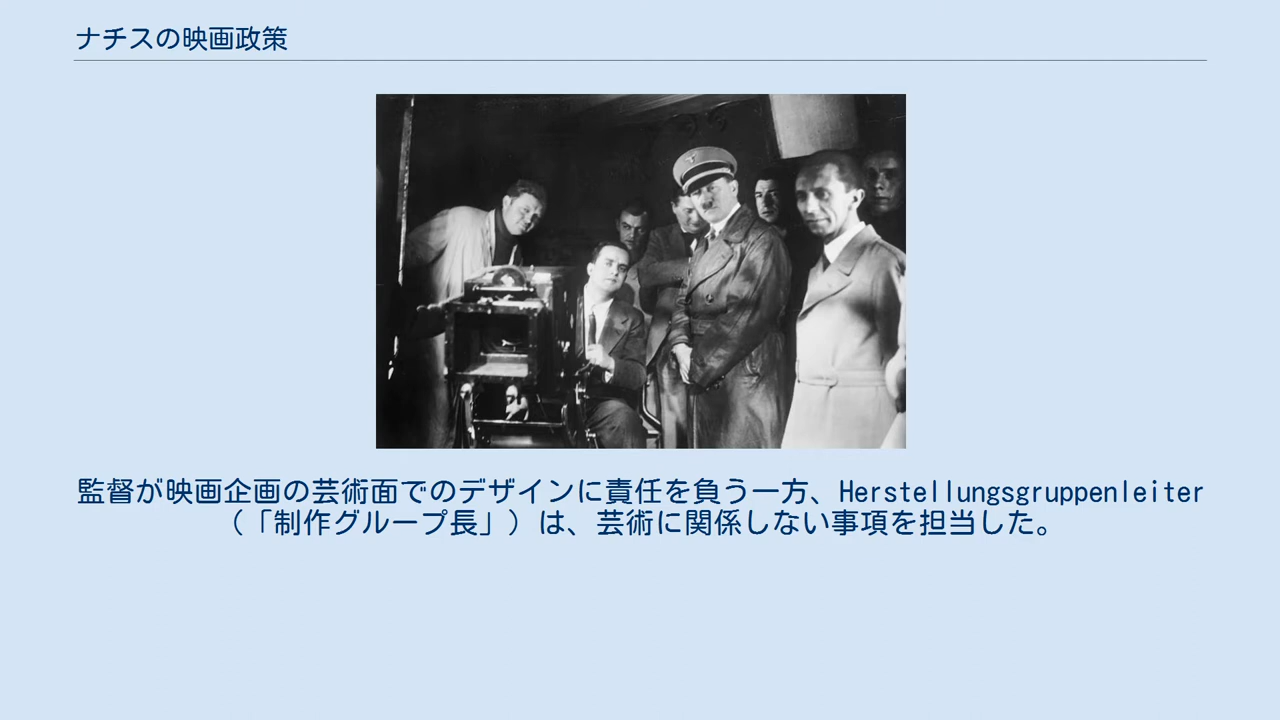 ナチスの映画政策
監督が映画企画の芸術面でのデザインに責任を負う一方、Herstellungsgruppenleiter
（「制作グループ長」）は、芸術に関係しない事項を担当した。